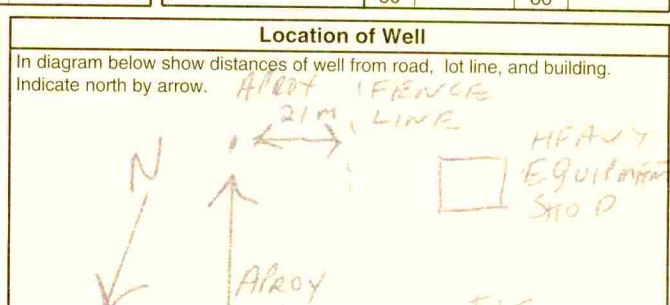 Location of Well
In diagram below show distances of well from road, lot line, and building.
Indicate north by arrow.
APROX FENCE
21 m LINE
HEAVY
EQUIPMENT
SHOP
N
APROX